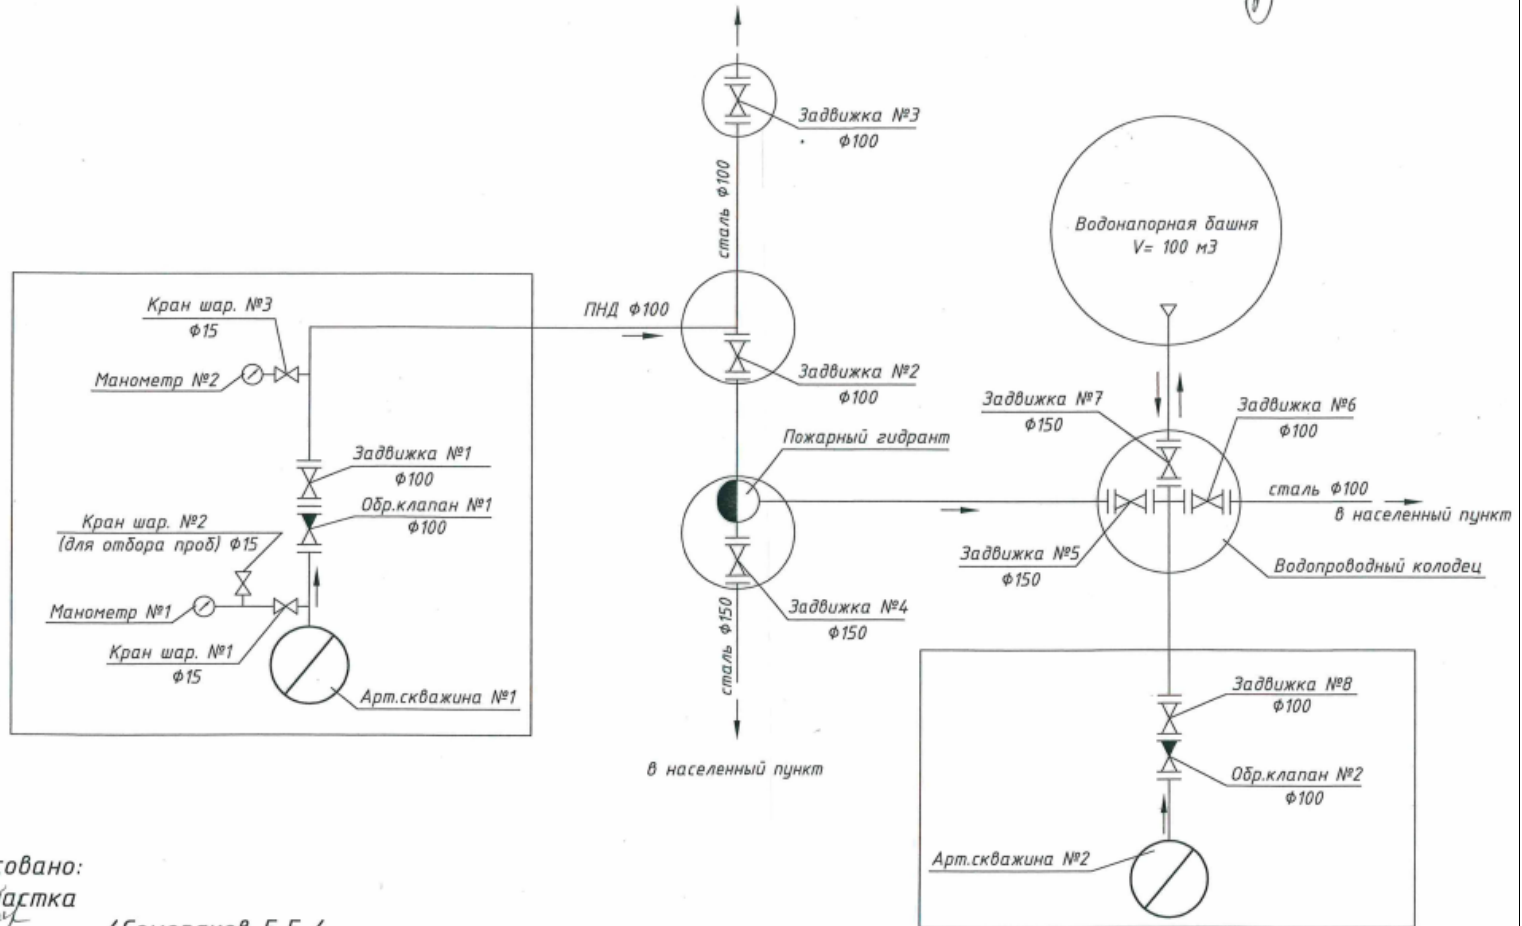 Задвижка №3
Ф100
сталь Ф100
Водонапорная башня
V= 100 м3
Кран шар. №3
Ф15
ПНД Ф100
Манометр №2
Задвижка №2
Ф100
Задвижка №7
Ф150
Задвижка №6
Ф100
Пожарный гидрант
Задвижка №1
Ф100
Обр.клапан №1
Ф100
сталь Ф100
в населенный пункт
Кран шар. №2
(для отбора проб) Ф15
Задвижка №5
Ф150
Водопроводный колодец
Манометр №1
Задвижка №4
Ф150
сталь Ф150
Кран шар. №1
Ф15
Арт.скважина №1
Задвижка №8
Ф100
в населенный пункт
Обр.клапан №2
Ф100
Арт.скважина №2
совано:
астка